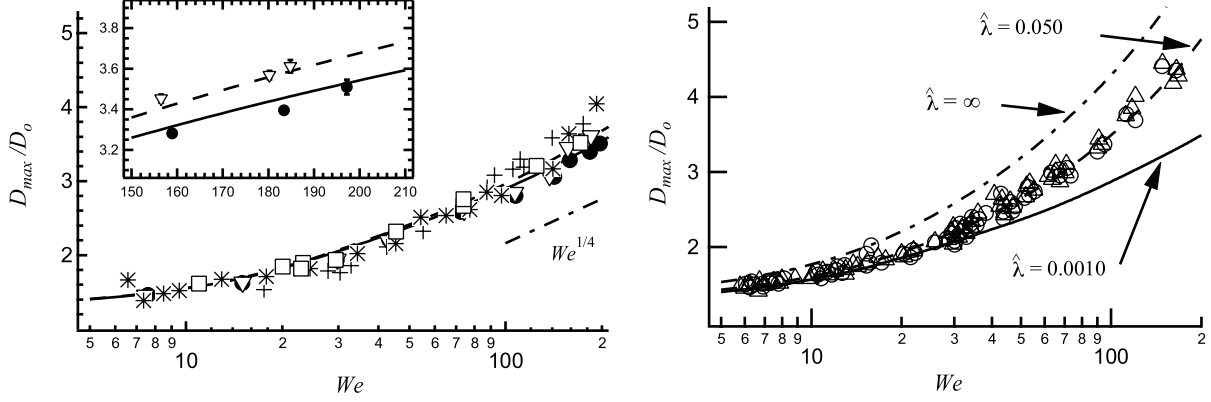 5
4
3
2
D_max/D_o
3.8
3.6
3.4
3.2
150 160 170 180 190 200 210
We^1/4
5 6 7 8 9 2 3 4 5 6 7 8 9 2
10 100
We
5
4
3
2
D_max/D_o
λ̂ = 0.050
λ̂ = ∞
λ̂ = 0.0010
5 6 7 8 9 2 3 4 5 6 7 8 9 2
10 100
We